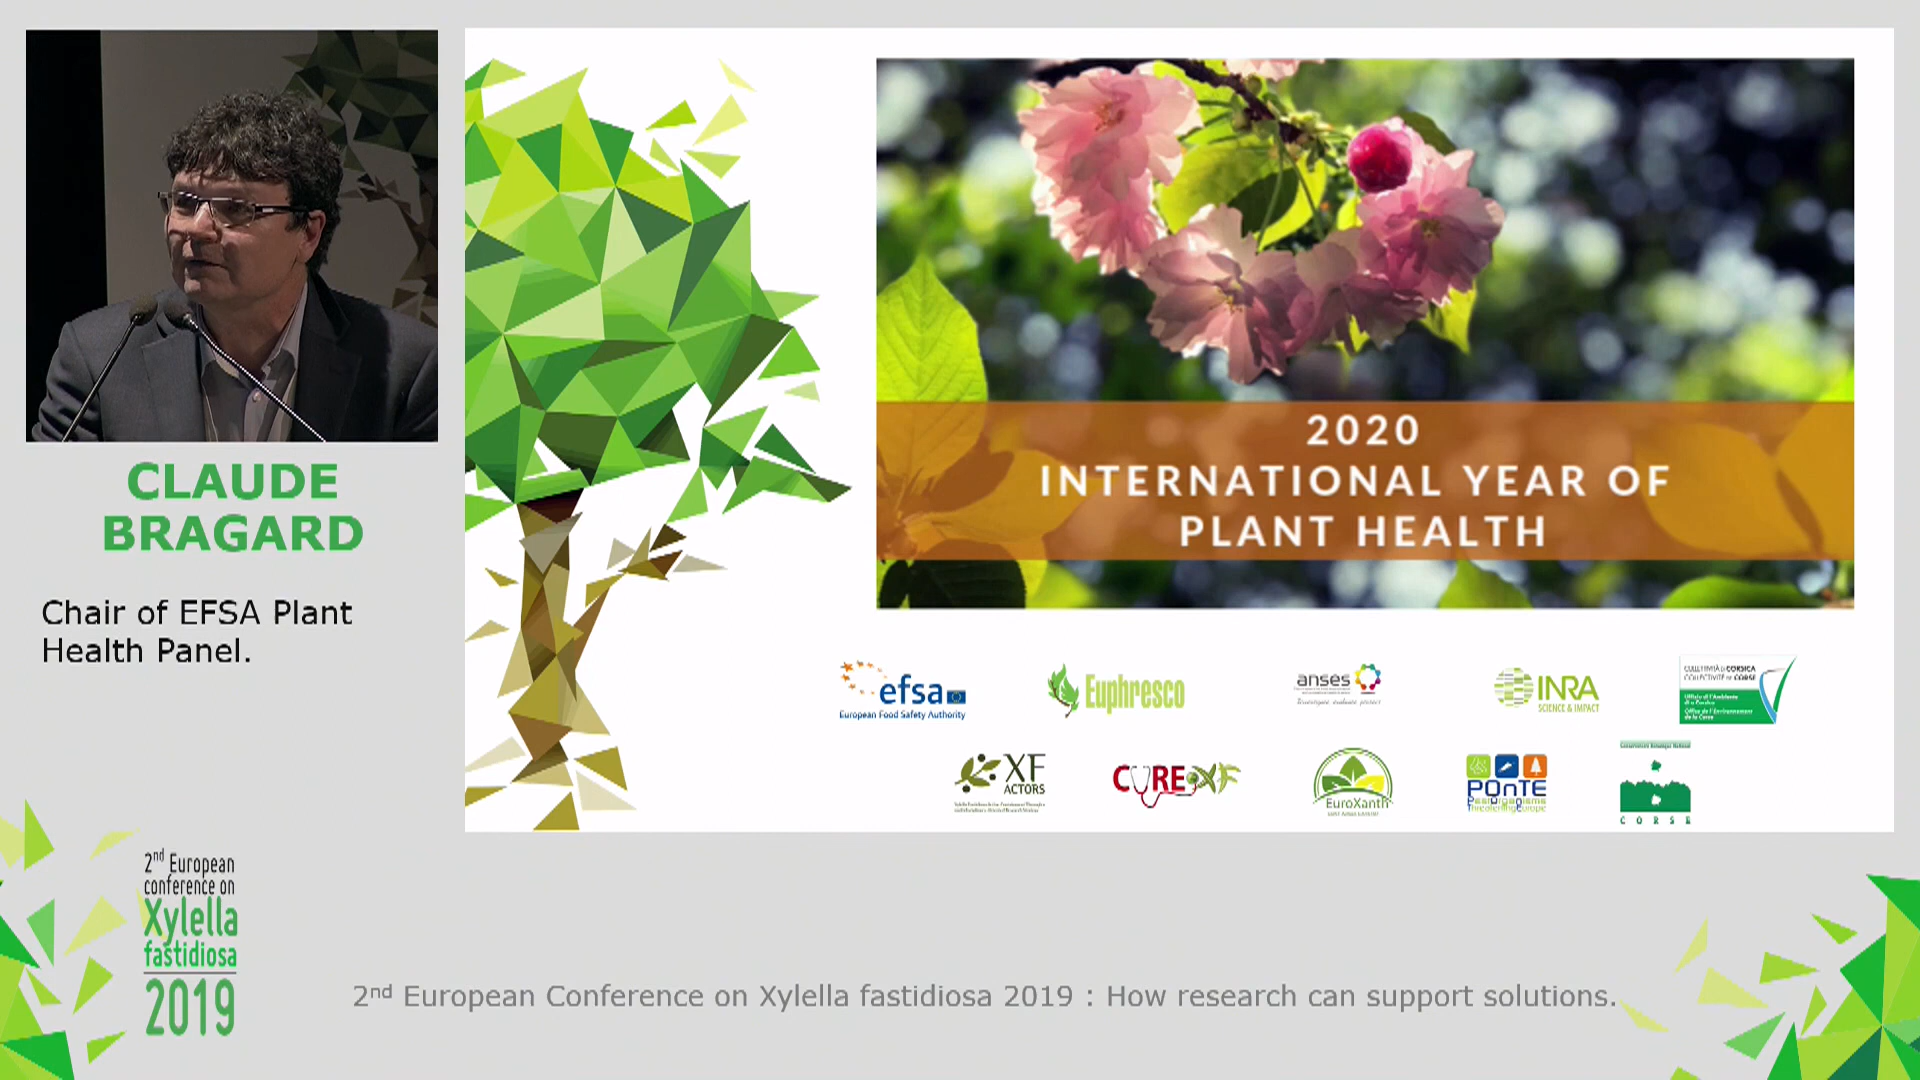 CLAUDE
BRAGARD
Chair of EFSA Plant
Health Panel.
2020
INTERNATIONAL YEAR OF
PLANT HEALTH
efsa
European Food Safety Authority
Euphresco
anses
INRA
SCIENCE & IMPACT
XF
ACTORS
CURE XF
EuroXanth
PONTE
CORSE
2nd European
conference on
Xylella
fastidiosa
2019
2nd European Conference on Xylella fastidiosa 2019 : How research can support solutions.